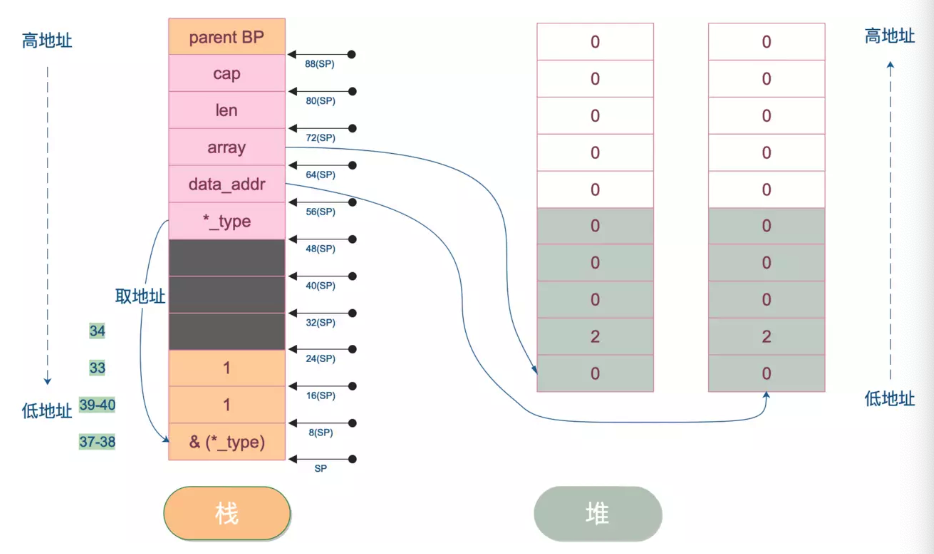 高地址
parent BP
88(SP)
cap
80(SP)
len
72(SP)
array
64(SP)
data_addr
56(SP)
*_type
48(SP)
40(SP)
取地址
32(SP)
34
24(SP)
33
1
16(SP)
低地址
39-40
1
8(SP)
37-38
& (*_type)
SP
栈
0
0
0
0
0
0
0
0
2
0
0
0
0
0
0
0
0
0
2
0
高地址
低地址
堆